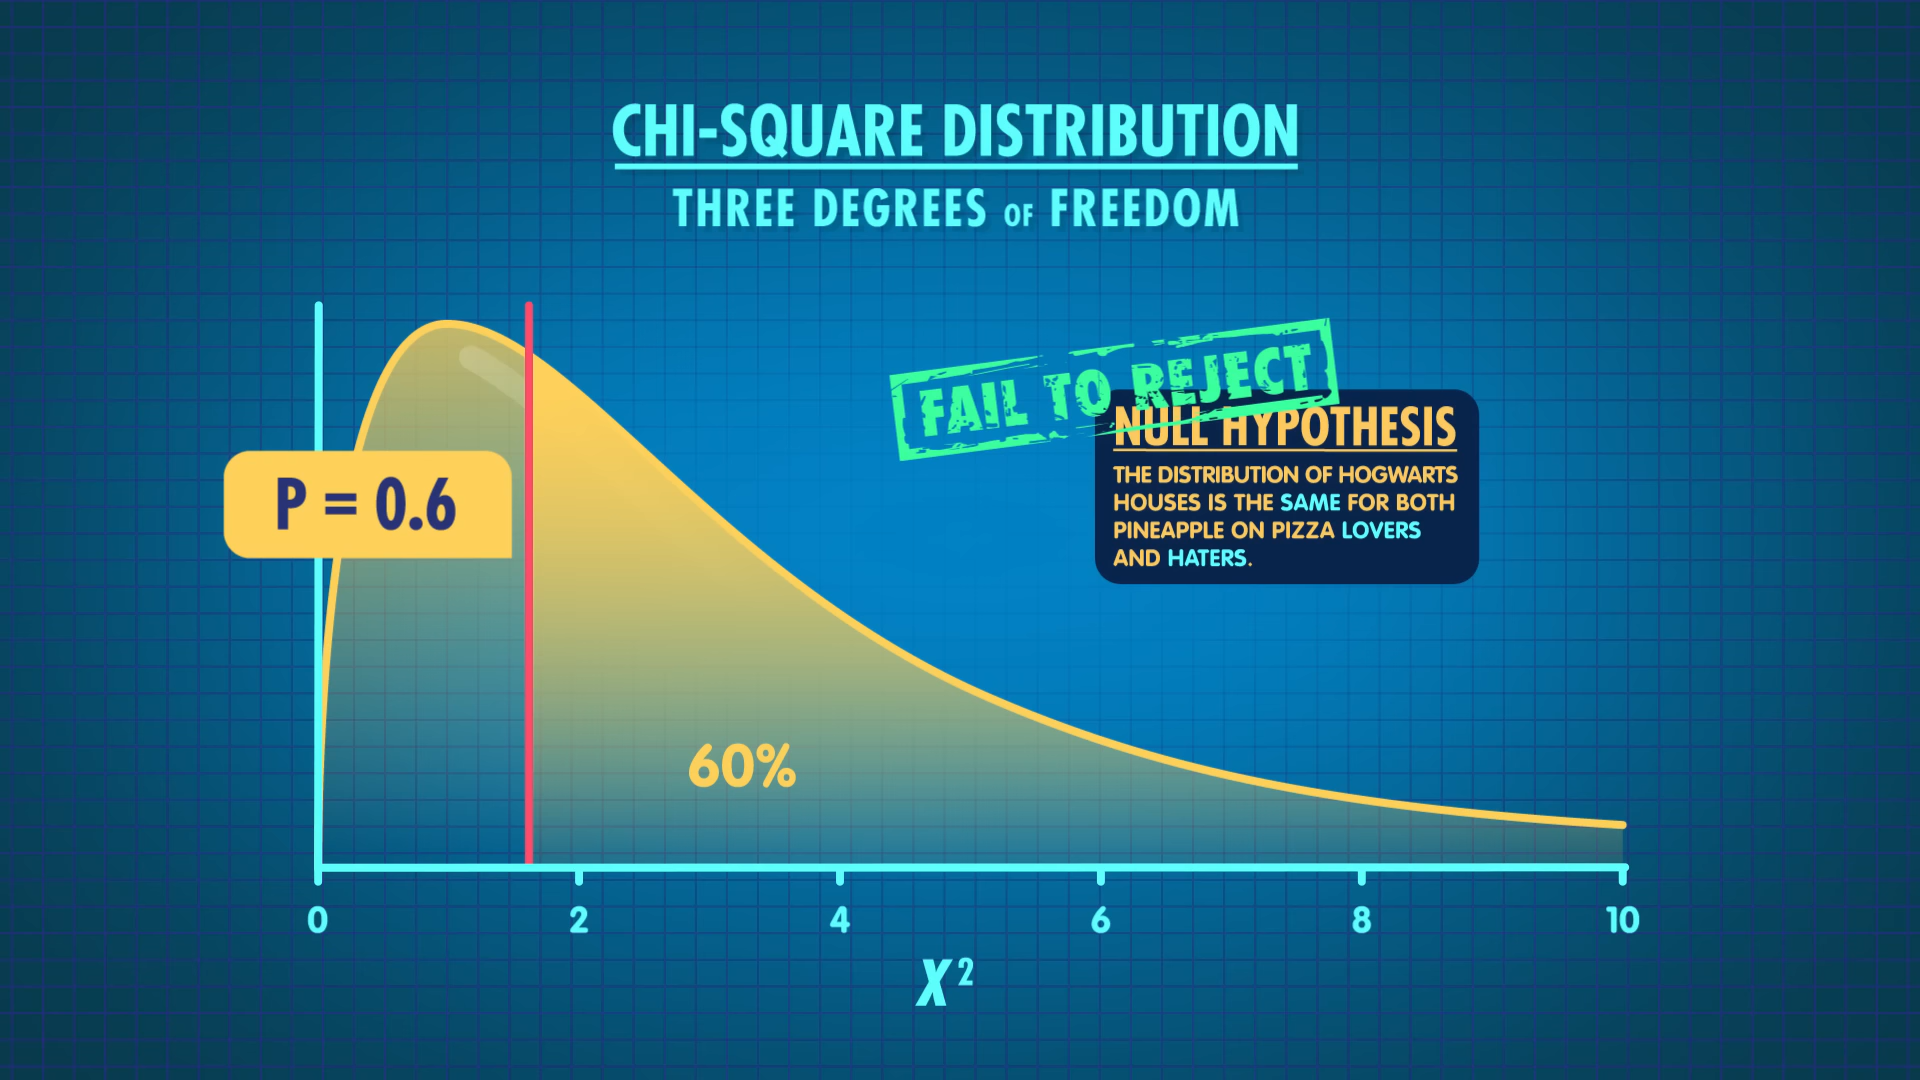 CHI-SQUARE DISTRIBUTION
THREE DEGREES OF FREEDOM
FAIL TO REJECT
NULL HYPOTHESIS
THE DISTRIBUTION OF HOGWARTS
HOUSES IS THE SAME FOR BOTH
PINEAPPLE ON PIZZA LOVERS
AND HATERS.
P = 0.6
60%
0 2 4 6 8 10
X²